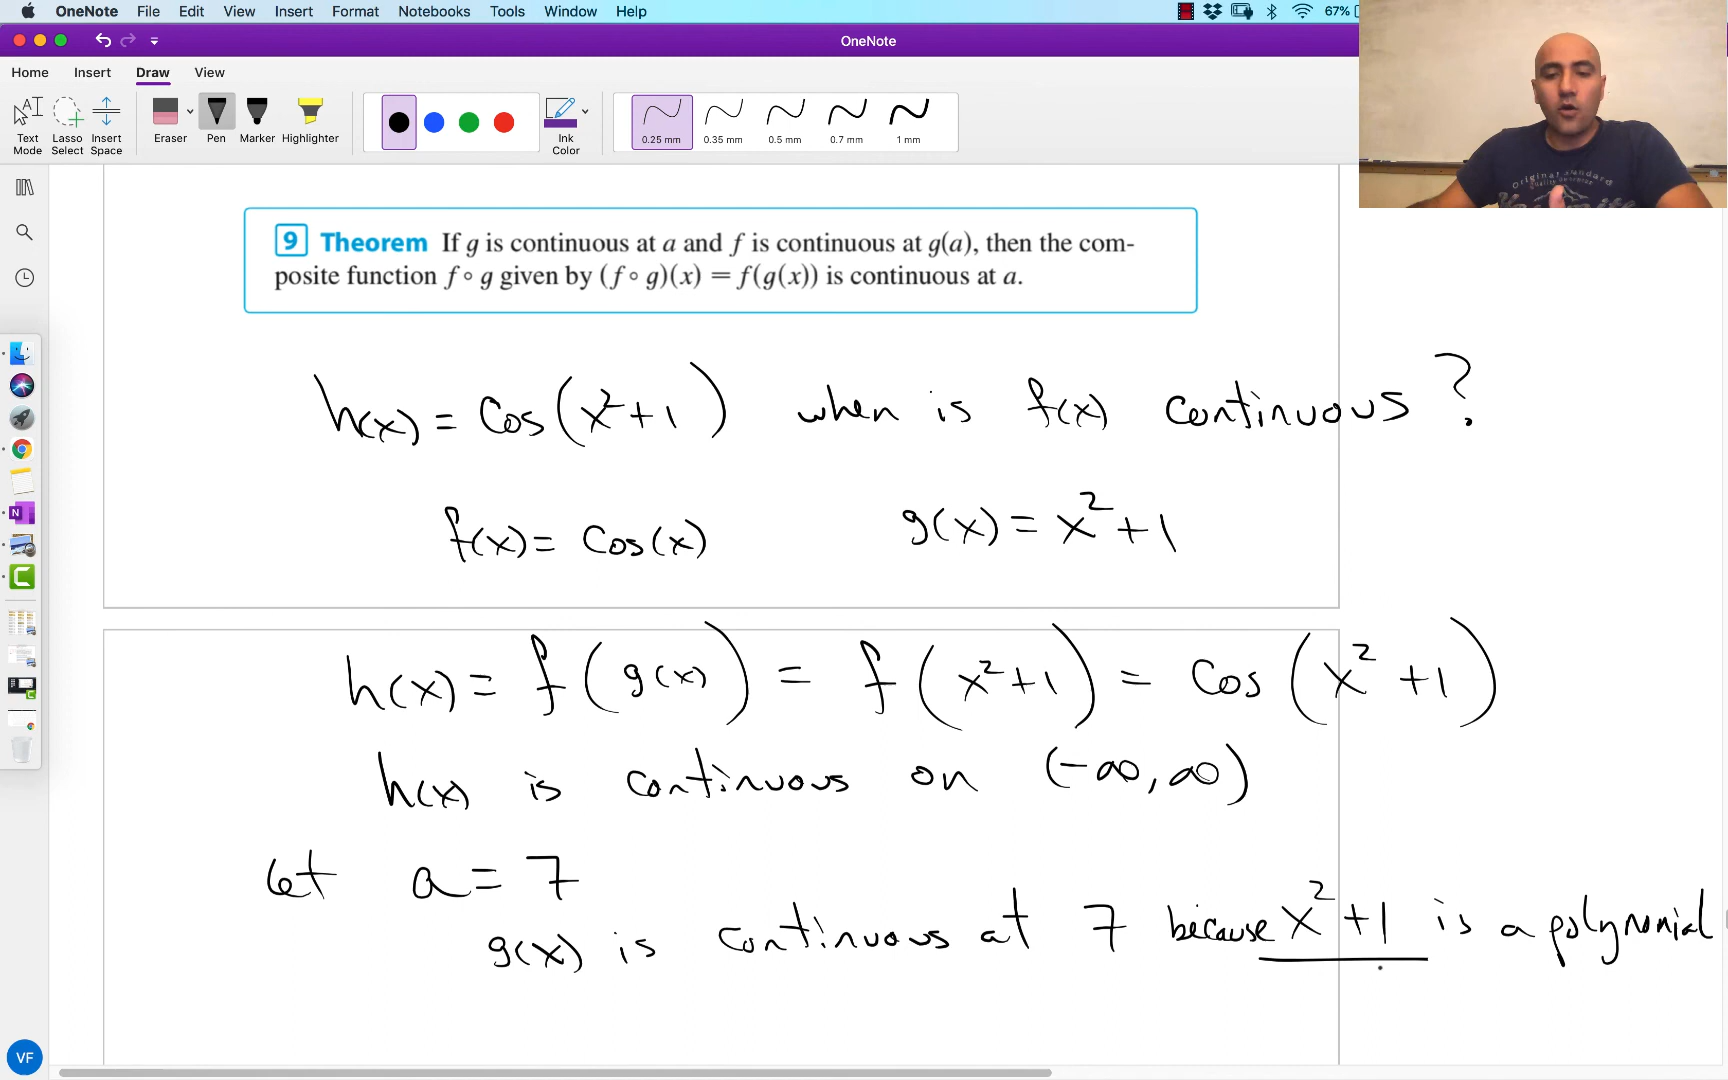 OneNote File Edit View Insert Format Notebooks Tools Window Help 67%
OneNote
Home Insert Draw View
Text Mode Lasso Select Insert Space Eraser Pen Marker Highlighter Ink Color 0.25 mm 0.35 mm 0.5 mm 0.7 mm 1 mm
Original Standard
9 Theorem If g is continuous at a and f is continuous at g(a), then the com-
posite function f ∘ g given by (f ∘ g)(x) = f(g(x)) is continuous at a.
h(x) = Cos(x²+1) when is f(x) continuous?
f(x) = Cos(x) g(x) = x²+1
h(x) = f(g(x)) = f(x²+1) = Cos(x²+1)
h(x) is continuous on (-∞, ∞)
let a = 7
g(x) is continuous at 7 because x²+1 is a polynomial
VF